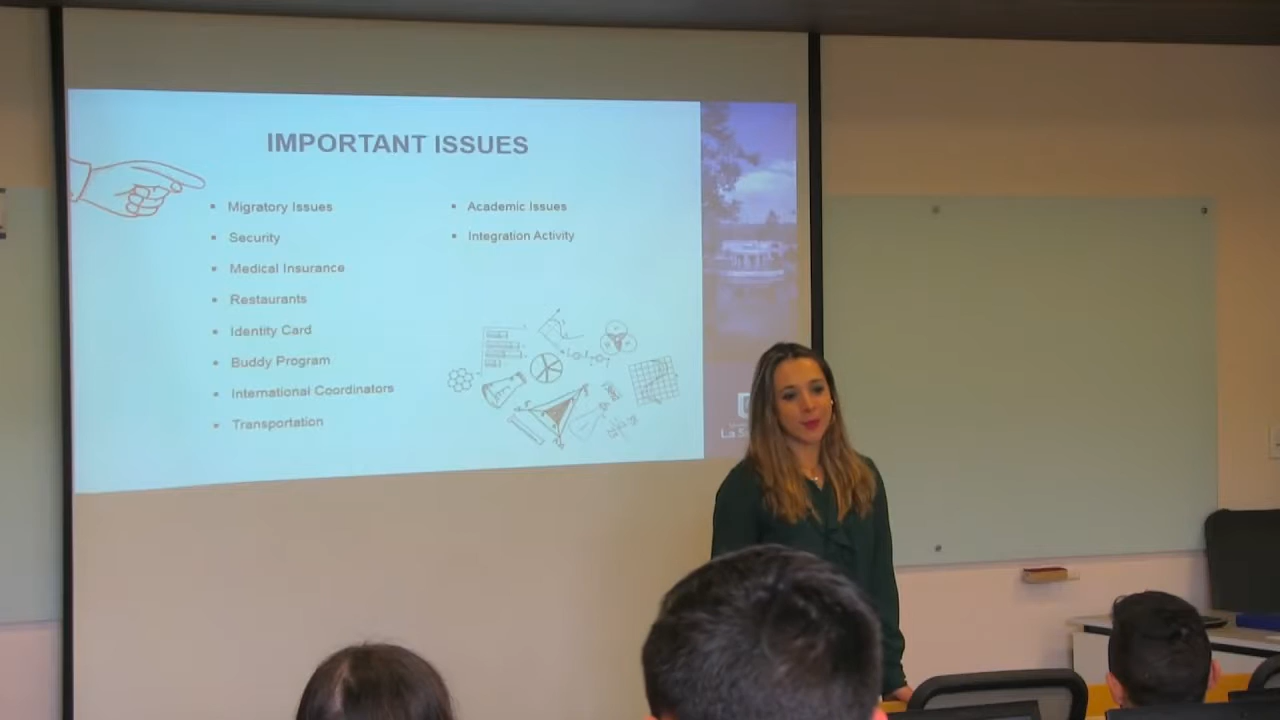 IMPORTANT ISSUES
Migratory Issues
Security
Medical Insurance
Restaurants
Identity Card
Buddy Program
International Coordinators
Transportation
Academic Issues
Integration Activity
La